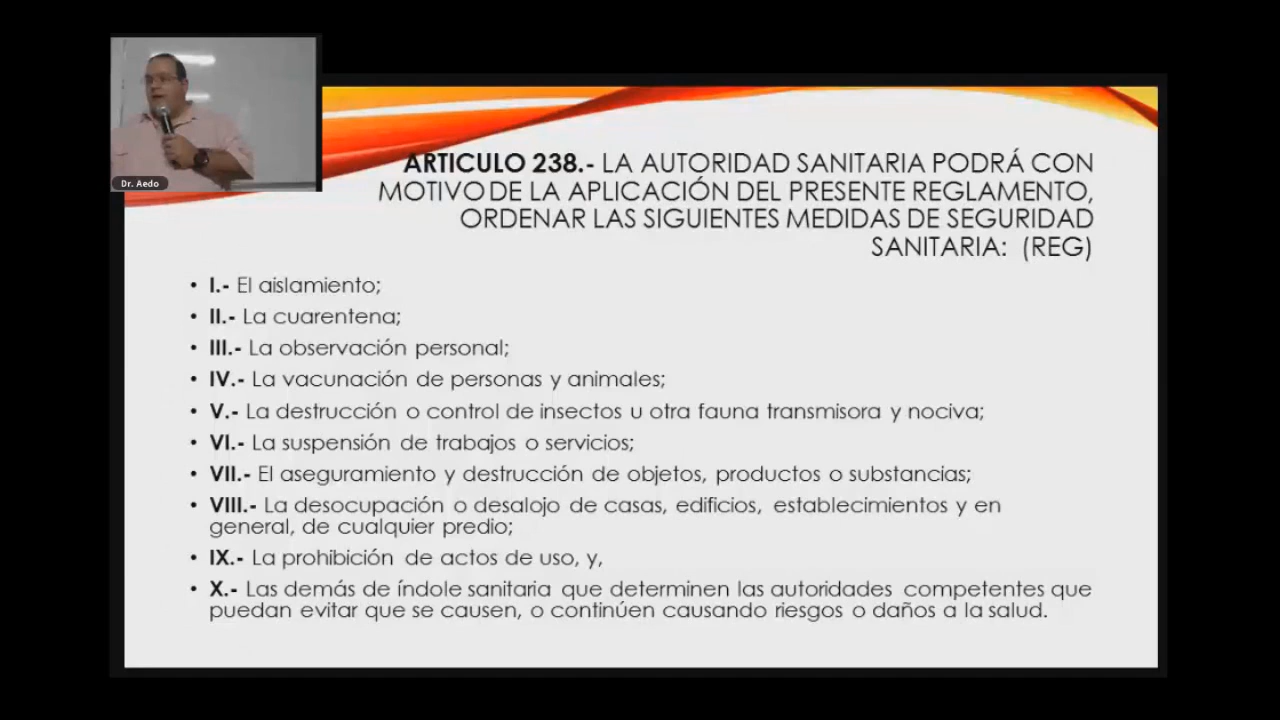 Dr. Aedo
ARTICULO 238.- LA AUTORIDAD SANITARIA PODRÁ CON
MOTIVO DE LA APLICACIÓN DEL PRESENTE REGLAMENTO,
ORDENAR LAS SIGUIENTES MEDIDAS DE SEGURIDAD
SANITARIA: (REG)
• I.- El aislamiento;
• II.- La cuarentena;
• III.- La observación personal;
• IV.- La vacunación de personas y animales;
• V.- La destrucción o control de insectos u otra fauna transmisora y nociva;
• VI.- La suspensión de trabajos o servicios;
• VII.- El aseguramiento y destrucción de objetos, productos o substancias;
• VIII.- La desocupación o desalojo de casas, edificios, establecimientos y en
general, de cualquier predio;
• IX.- La prohibición de actos de uso, y,
• X.- Las demás de índole sanitaria que determinen las autoridades competentes que
puedan evitar que se causen, o continúen causando riesgos o daños a la salud.